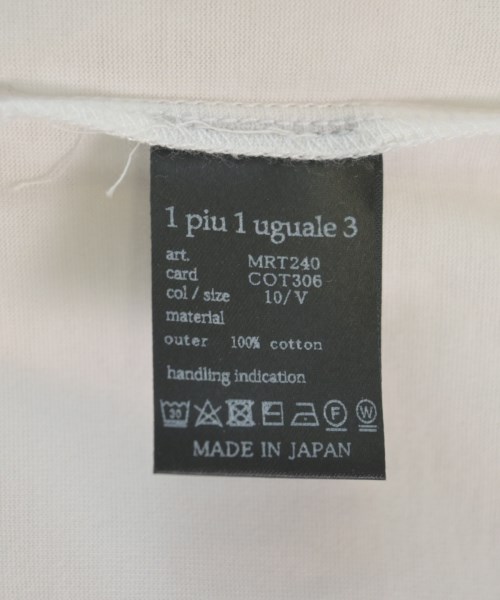 1 piu 1 uguale 3
art. MRT240
card COT306
col / size 10/V
material
outer 100% cotton
handling indication
30 F W
MADE IN JAPAN